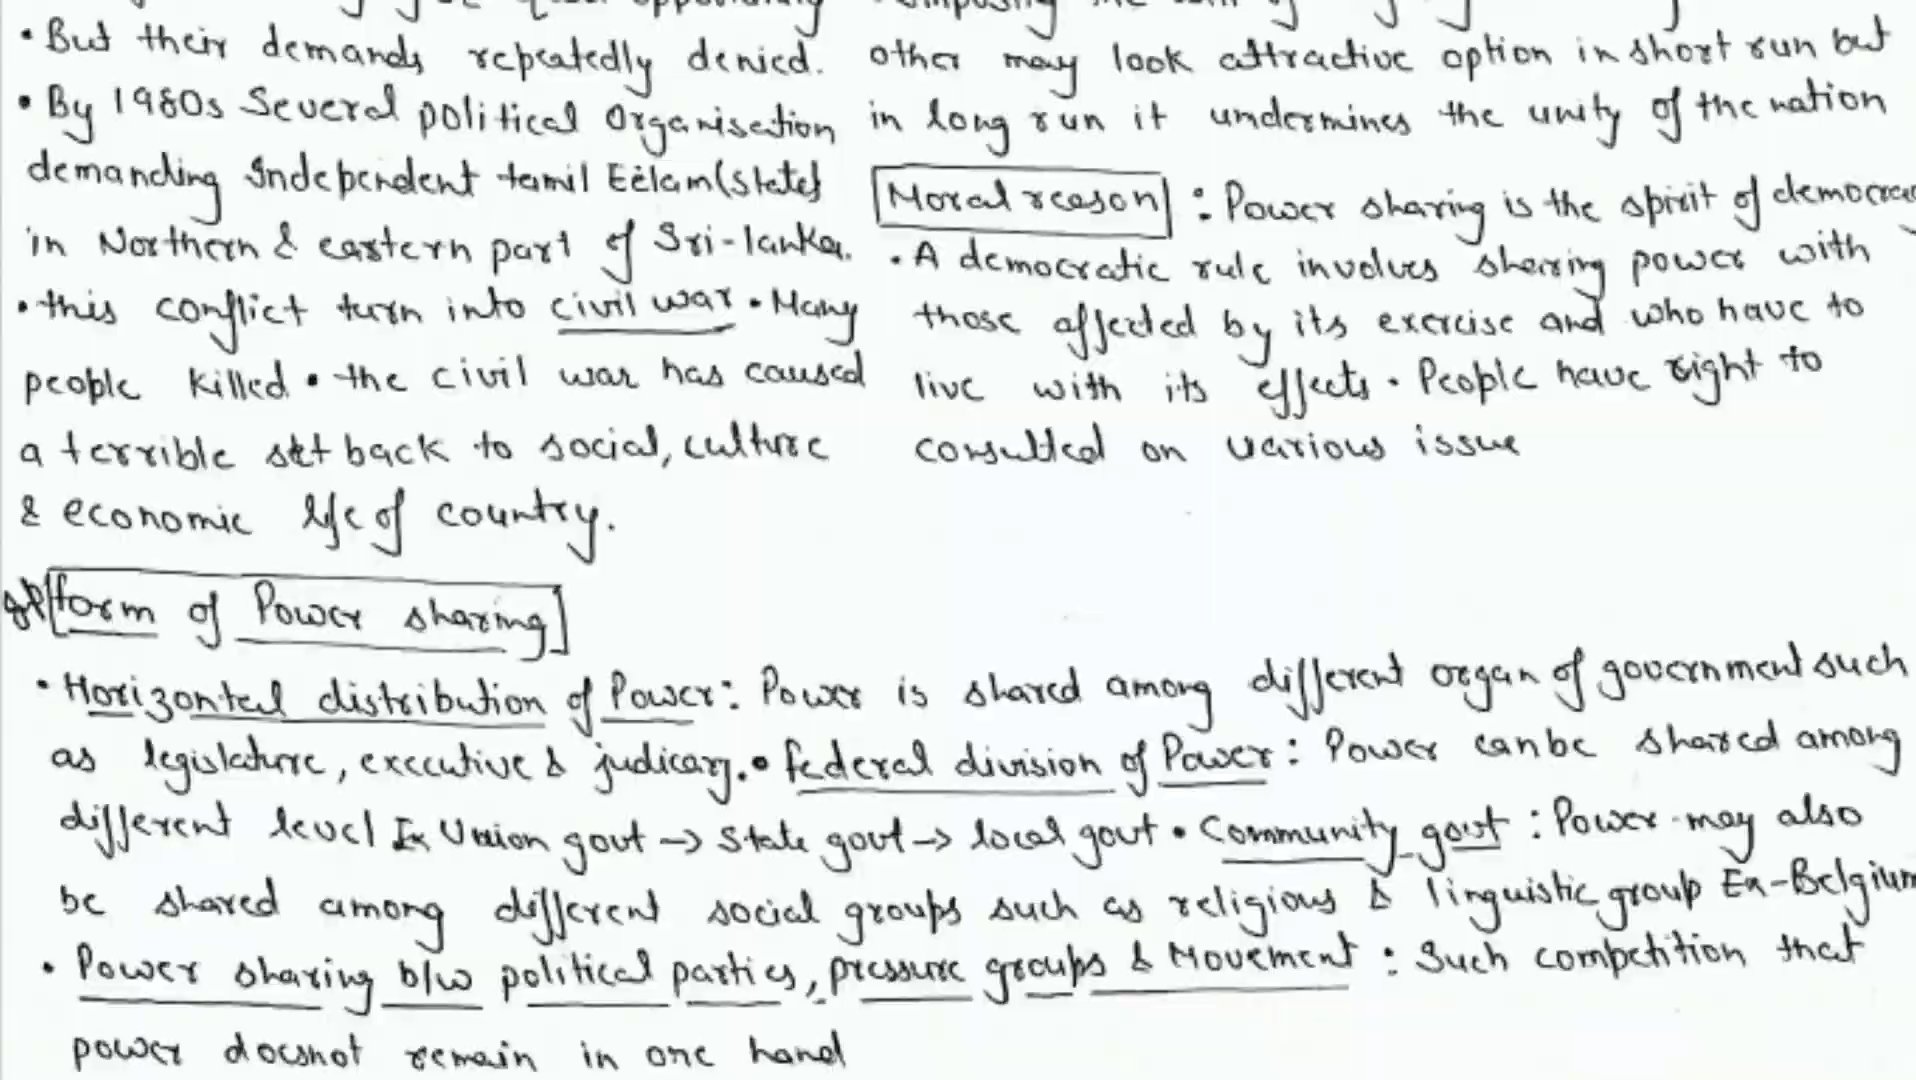 • But their demands repeatedly denied.
• By 1980s Several political Organisation
demanding Independent tamil Eelam (state)
in Northern & eastern part of Sri-lanka.
• this conflict turn into civil war • Many
people killed • the civil war has caused
a terrible set back to social, culture
& economic life of country.
other may look attractive option in short run but
in long run it undermines the unity of the nation
Moral reason : Power sharing is the spirit of democrac
• A democratic rule involves sharing power with
those affected by its exercise and who have to
live with its effects • People have right to
consulted on various issue
form of Power sharing
• Horizontal distribution of Power: Power is shared among different organ of government such
as legislature, executive & judicary. • federal division of Power: Power can be shared among
different level Ex Union govt → State govt → local govt • Community govt : Power may also
be shared among different social groups such as religious & linguistic group Ex-Belgium
• Power sharing b/w political parties, pressure groups & Movement : Such competition that
power doesnot remain in one hand